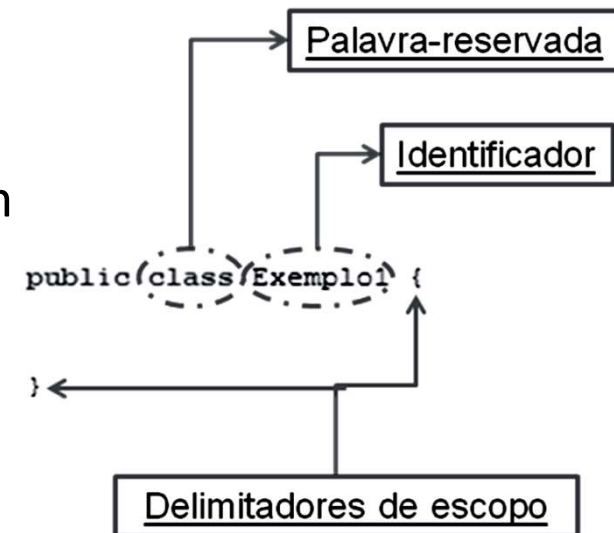 Palavra-reservada
Identificador
n
public class Exemplo1 {
}
Delimitadores de escopo